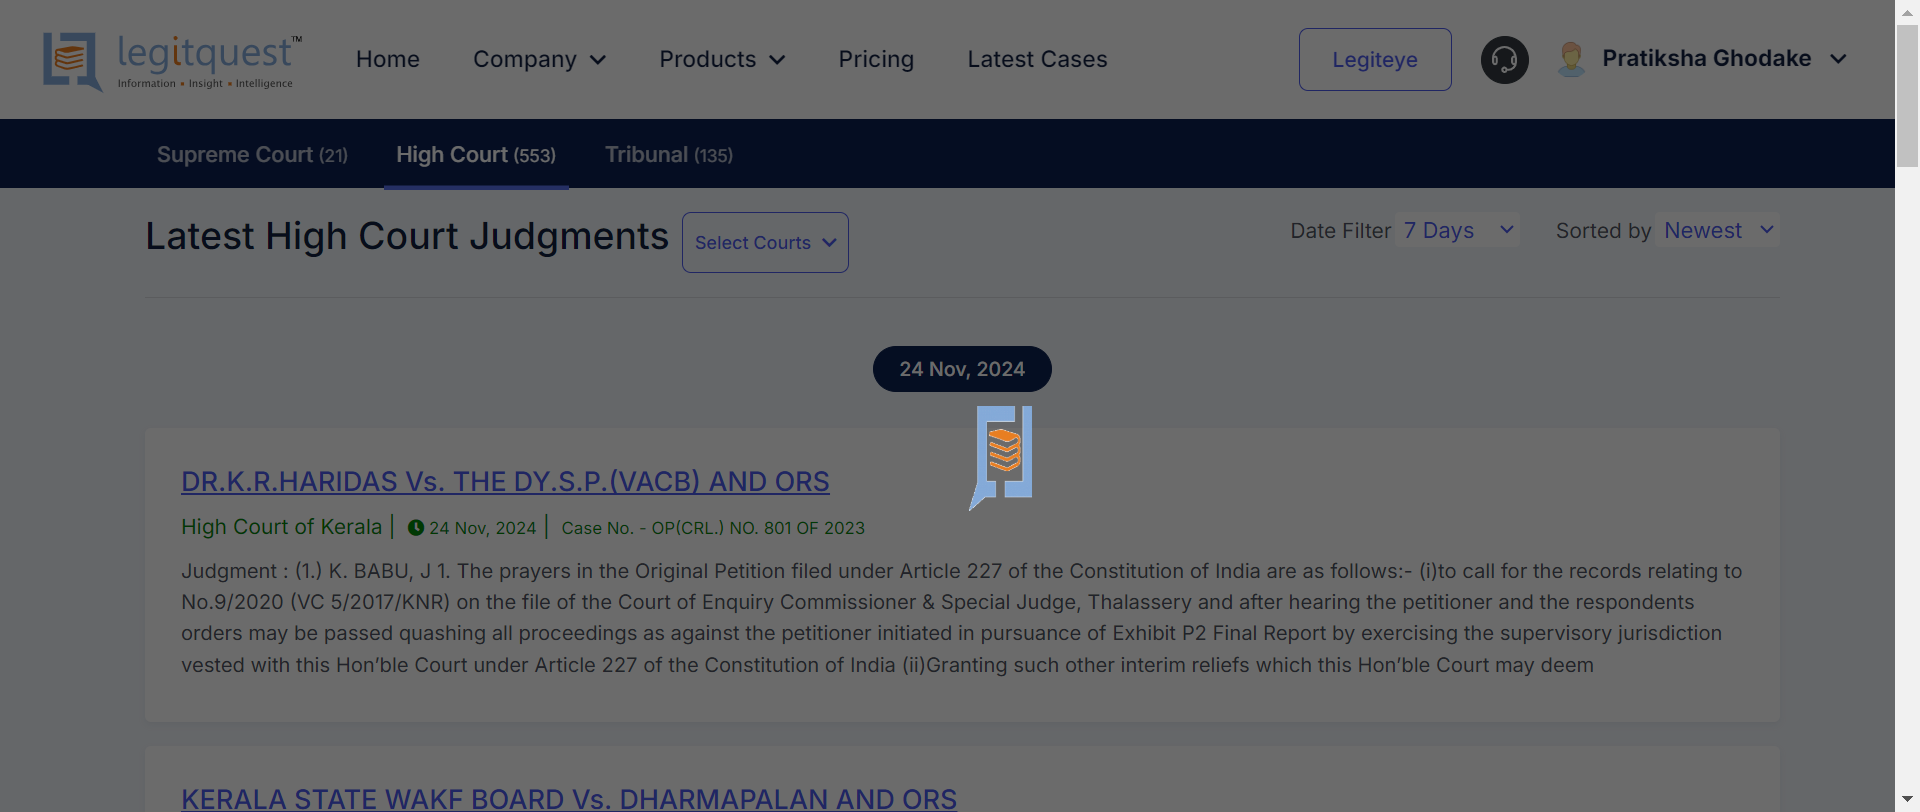 legitquest™
Information • Insight • Intelligence
Home
Company
Products
Pricing
Latest Cases
Legiteye
Pratiksha Ghodake
Supreme Court (21)
High Court (553)
Tribunal (135)
Latest High Court Judgments
Select Courts
Date Filter 7 Days
Sorted by Newest
24 Nov, 2024
DR.K.R.HARIDAS Vs. THE DY.S.P.(VACB) AND ORS
High Court of Kerala | 24 Nov, 2024 | Case No. - OP(CRL.) NO. 801 OF 2023
Judgment : (1.) K. BABU, J 1. The prayers in the Original Petition filed under Article 227 of the Constitution of India are as follows:- (i)to call for the records relating to
No.9/2020 (VC 5/2017/KNR) on the file of the Court of Enquiry Commissioner & Special Judge, Thalassery and after hearing the petitioner and the respondents
orders may be passed quashing all proceedings as against the petitioner initiated in pursuance of Exhibit P2 Final Report by exercising the supervisory jurisdiction
vested with this Hon’ble Court under Article 227 of the Constitution of India (ii)Granting such other interim reliefs which this Hon’ble Court may deem
KERALA STATE WAKF BOARD Vs. DHARMAPALAN AND ORS